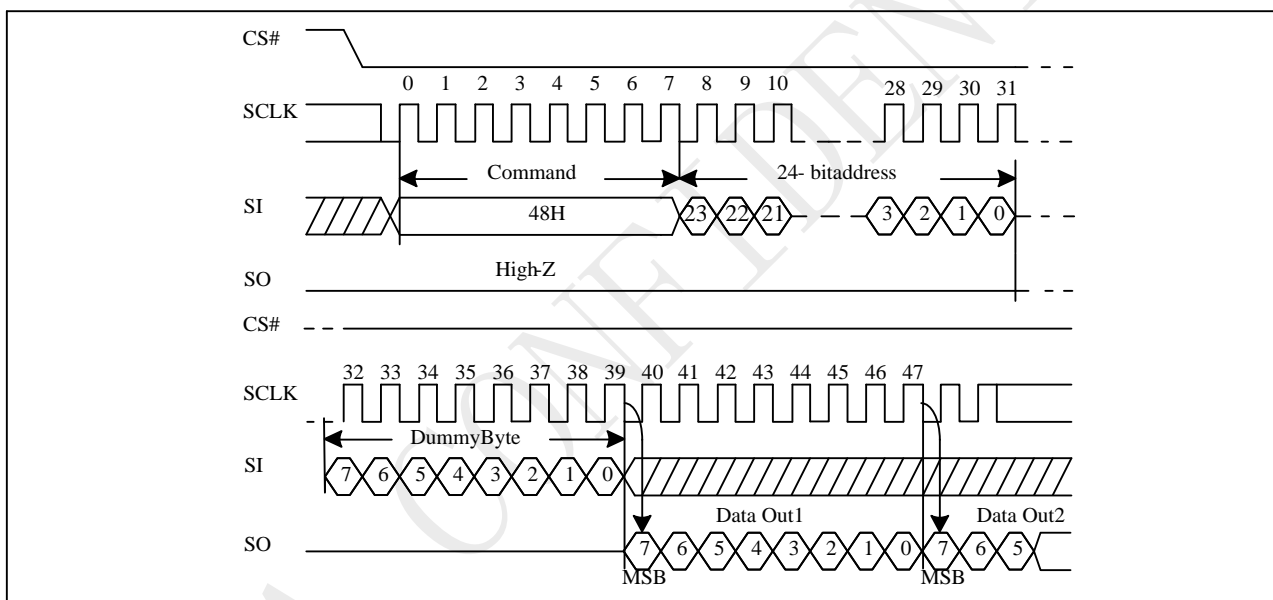 CS#
0 1 2 3 4 5 6 7 8 9 10 28 29 30 31
SCLK
Command 24- bitaddress
SI 48H 23 22 21 3 2 1 0
High-Z
SO
CS#
32 33 34 35 36 37 38 39 40 41 42 43 44 45 46 47
SCLK
DummyByte
SI 7 6 5 4 3 2 1 0
Data Out1 Data Out2
SO 7 6 5 4 3 2 1 0 7 6 5
MSB MSB